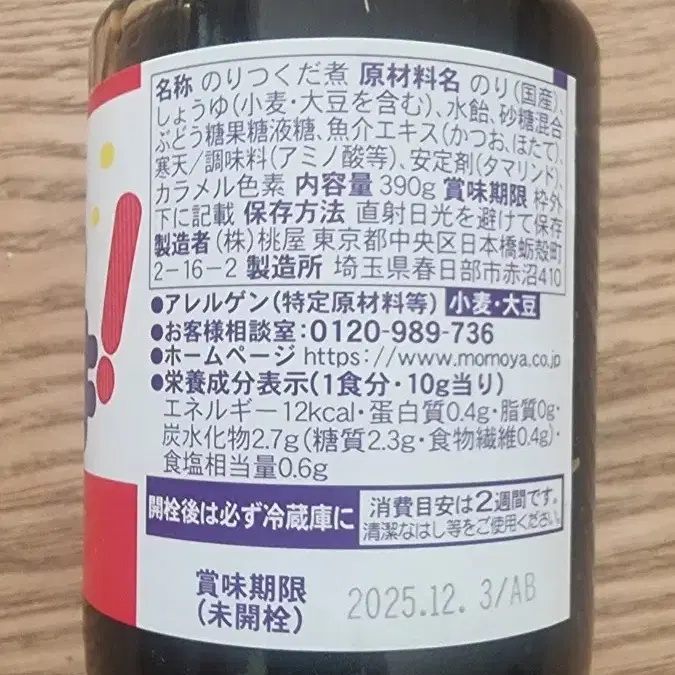 名称 のりつくだ煮 原材料名 のり(国産)、
しょうゆ(小麦・大豆を含む)、水飴、砂糖混合
ぶどう糖果糖液糖、魚介エキス(かつお、ほたて)、
寒天/調味料(アミノ酸等)、安定剤(タマリンド)、
カラメル色素 内容量 390g 賞味期限 枠外
下に記載 保存方法 直射日光を避けて保存
製造者 (株)桃屋 東京都中央区日本橋蛎殻町
2-16-2 製造所 埼玉県春日部市赤沼410
●アレルゲン(特定原材料等) 小麦・大豆
●お客様相談室:0120-989-736
●ホームページ https://www.momoya.co.jp
●栄養成分表示(1食分・10g当り)
エネルギー12kcal・蛋白質0.4g・脂質0g・
炭水化物2.7g(糖質2.3g・食物繊維0.4g)・
食塩相当量0.6g
開栓後は必ず冷蔵庫に
消費目安は2週間です。
清潔なはし等をご使用ください。
賞味期限
(未開栓)
2025.12. 3/AB